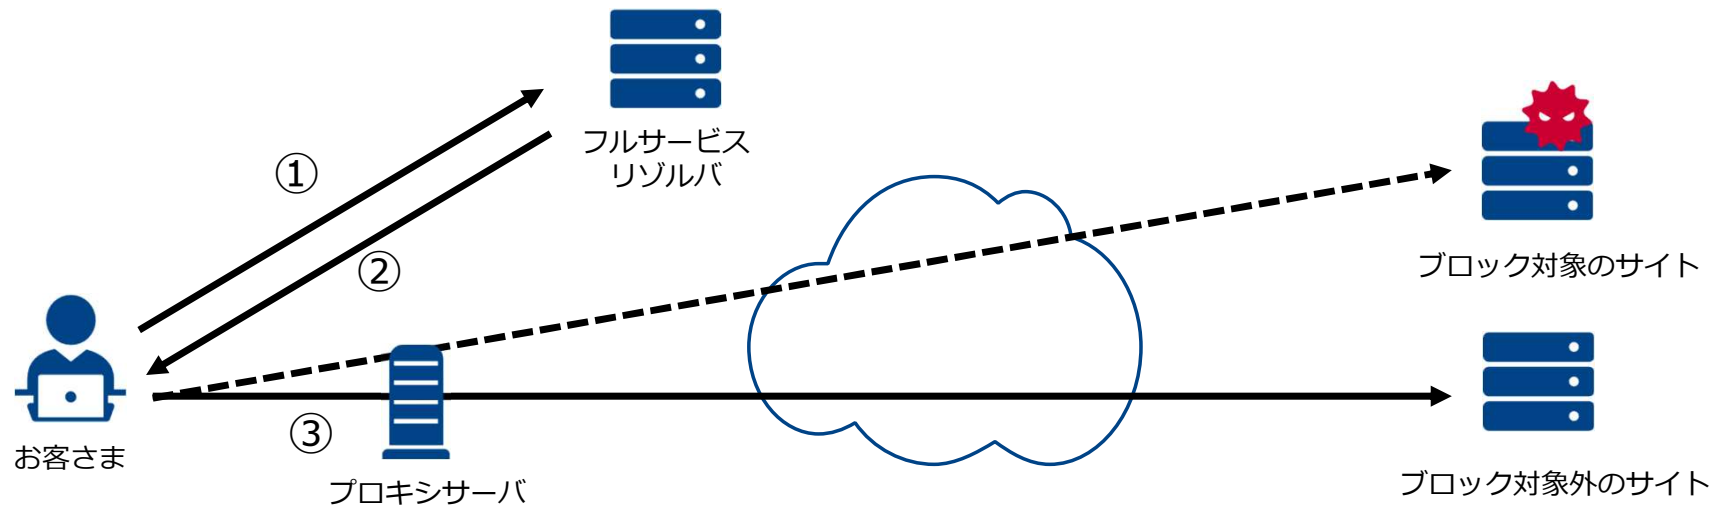 フルサービス
リゾルバ
①
②
ブロック対象のサイト
③
お客さま
プロキシサーバ
ブロック対象外のサイト